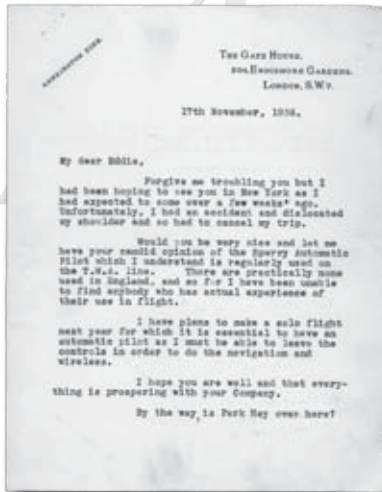 KENSINGTON
THE GATE HOUSE,
ENNISMORE GARDENS,
LONDON, S.W.7.
17th November, 1936.
My dear Eddie,
Forgive me troubling you but I
had been hoping to see you in New York as I
had expected to come over a few weeks' ago.
Unfortunately, I had an accident and dislocated
my shoulder and so had to cancel my trip.
Would you be very nice and let me
have your candid opinion of the Sperry Automatic
Pilot which I understand is regularly used on
the T.W.A. line. There are practically none
used in England, and so far I have been unable
to find anybody who has actual experience of
their use in flight.
I have plans to make a solo flight
next year for which it is essential to have an
automatic pilot as I must be able to leave the
controls in order to do the navigation and
wireless.
I hope you are well and that every-
thing is prospering with your Company.
By the way, is Park Hay over here?